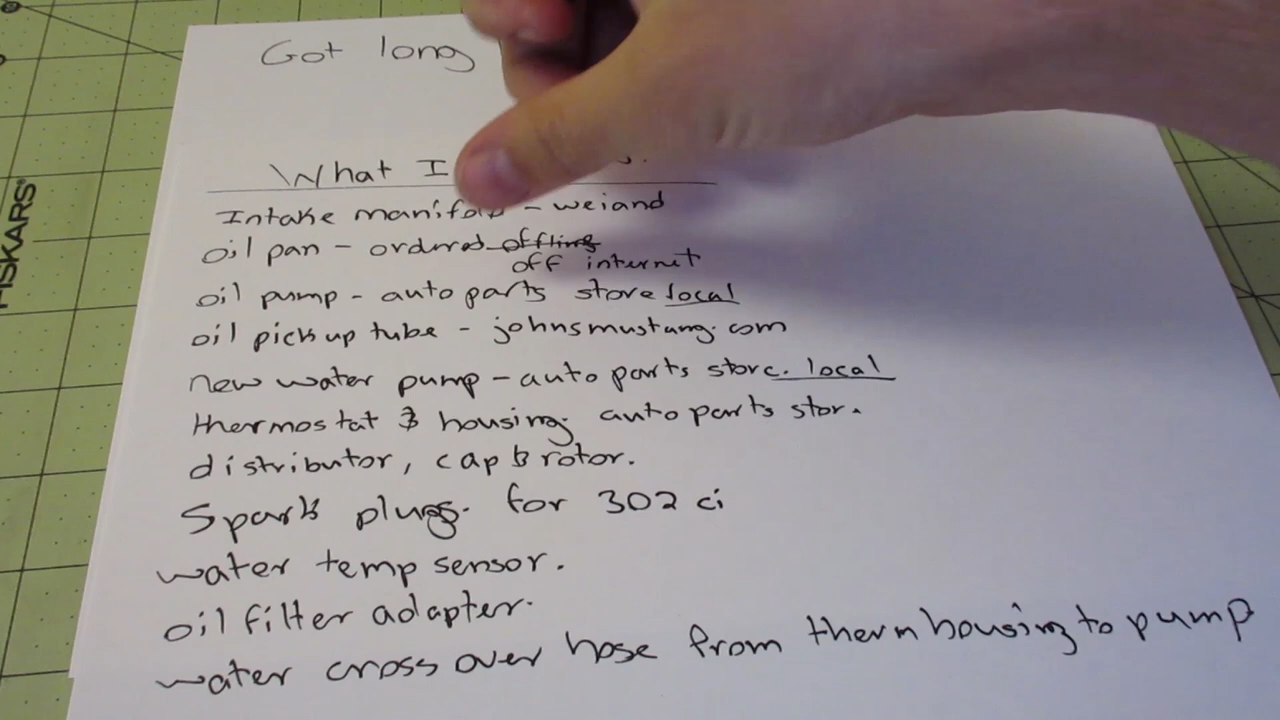 FISKARS
Got long
What I
Intake manifold - weiand
oil pan - ordered offline
off internet
oil pump - auto parts store local
oil pick up tube - johnsmustang.com
new water pump - auto parts store. local
thermostat & housing. auto parts stor.
distributor, cap & rotor.
Spark plugs. for 302 ci
water temp sensor.
oil filter adapter.
water cross over hose from therm housing to pump